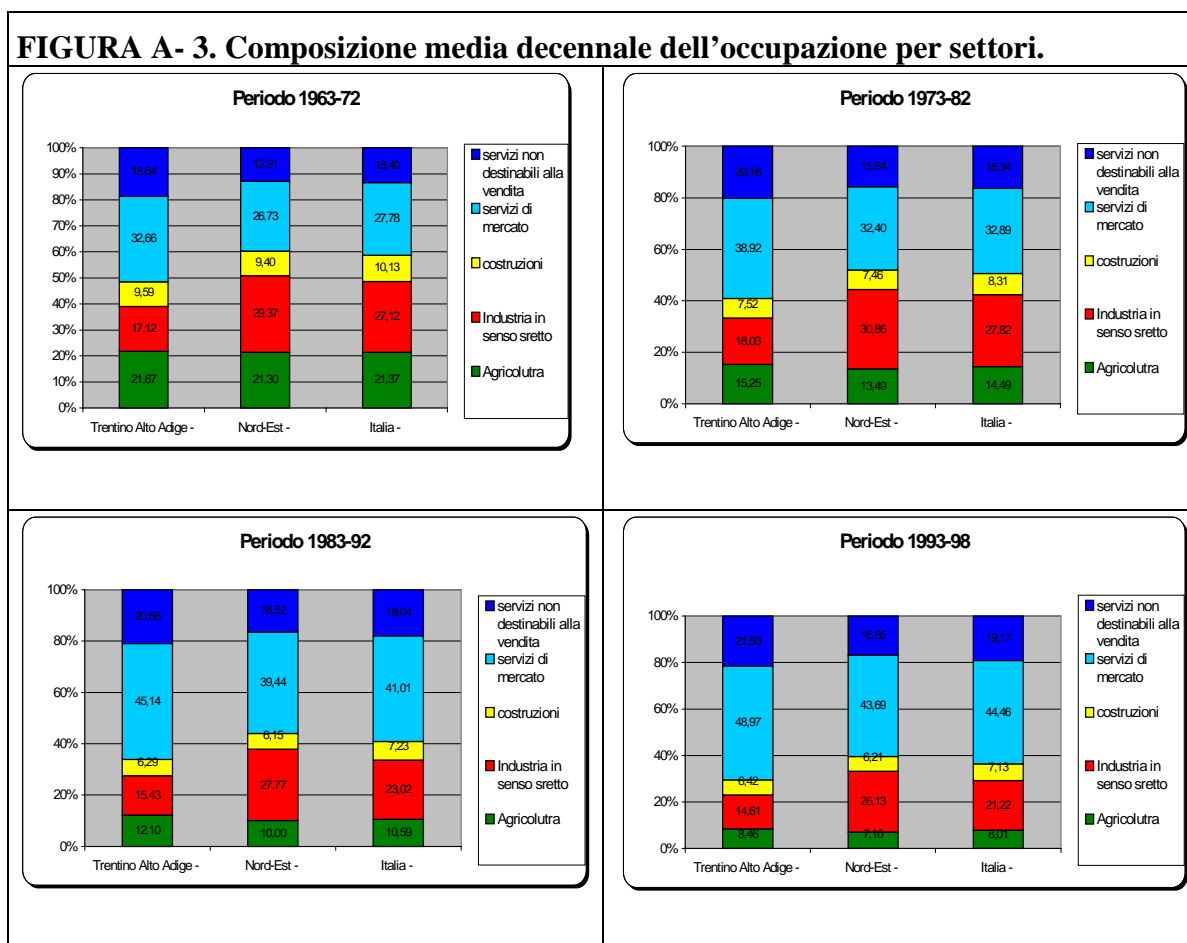 FIGURA A- 3. Composizione media decennale dell'occupazione per settori.
Periodo 1963-72
100%
90%
80%
70%
60%
50%
40%
30%
20%
10%
0%
18,64 12,91 13,40
32,66 26,73 27,78
9,59 9,40 10,13
17,12 29,37 27,12
21,67 21,30 21,37
Trentino Alto Adige - Nord-Est - Italia -
servizi non
destinabili alla
vendita
servizi di
mercato
costruzioni
Industria in
senso sretto
Agricolutra
Periodo 1973-82
100%
80%
60%
40%
20%
0%
20,16 15,64 16,34
38,92 32,40 32,89
7,52 7,46 8,31
18,03 30,86 27,82
15,25 13,49 14,49
Trentino Alto Adige - Nord-Est - Italia -
servizi non
destinabili alla
vendita
servizi di
mercato
costruzioni
Industria in
senso sretto
Agricolutra
Periodo 1983-92
100%
80%
60%
40%
20%
0%
16,52 18,04
45,14 39,44 41,01
6,29 6,15 7,23
15,43 27,77 23,02
12,10 10,00 10,59
Trentino Alto Adige - Nord-Est Italia -
servizi non
destinabili alla
vendita
servizi di
mercato
costruzioni
Industria in
senso sretto
Agricolutra
Periodo 1993-98
100%
80%
60%
40%
20%
0%
21,50 16,86 19,17
48,97 43,69 44,46
6,42 6,21 7,13
14,61 26,13 21,22
8,46 7,10 8,01
Trentino Alto Adige - Nord-Est - Italia -
servizi non
destinabili alla
vendita
servizi di
mercato
costruzioni
Industria in
senso sretto
Agricolutra